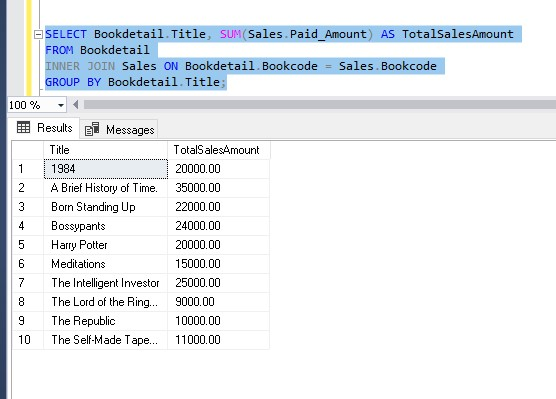 SELECT Bookdetail.Title, SUM(Sales.Paid_Amount) AS TotalSalesAmount
FROM Bookdetail
INNER JOIN Sales ON Bookdetail.Bookcode = Sales.Bookcode
GROUP BY Bookdetail.Title;
100 %
Results Messages
Title TotalSalesAmount
1 1984 20000.00
2 A Brief History of Time. 35000.00
3 Born Standing Up 22000.00
4 Bossypants 24000.00
5 Harry Potter 20000.00
6 Meditations 15000.00
7 The Intelligent Investor 25000.00
8 The Lord of the Ring... 9000.00
9 The Republic 10000.00
10 The Self-Made Tape... 11000.00